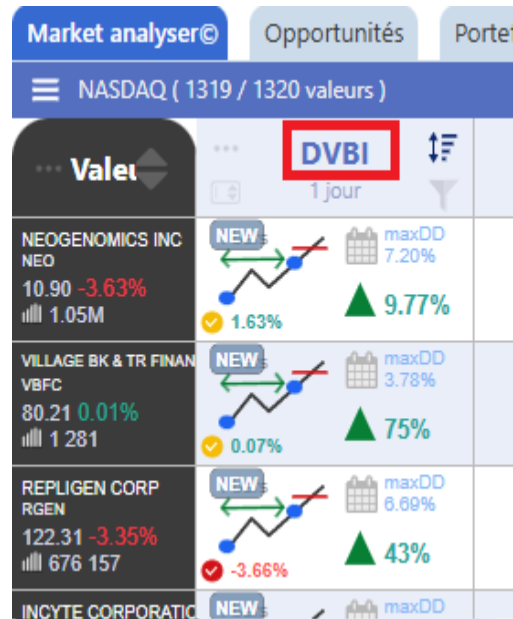 Market analyser© Opportunités
NASDAQ ( 1319 / 1320 valeurs )
DVBI
1 jour
NEOGENOMICS INC
NEO
10.90 -3.63%
1.05M
NEW
maxDD
7.20%
1.63%
9.77%
VILLAGE BK & TR FINAN
VBFC
80.21 0.01%
1 281
NEW
maxDD
3.78%
0.07%
75%
REPLIGEN CORP
RGEN
122.31 -3.35%
676 157
NEW
maxDD
6.69%
-3.66%
43%
INCYTE CORPORATIO
NEW
maxDD